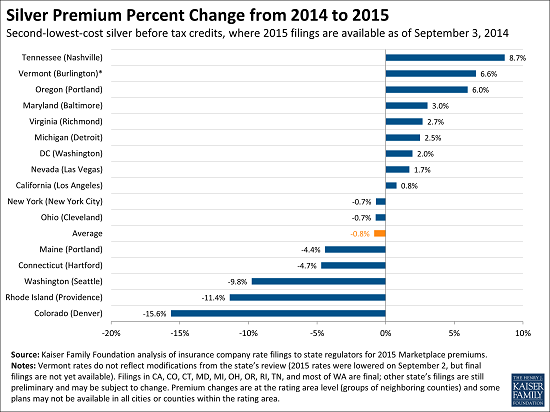 Silver Premium Percent Change from 2014 to 2015
Second-lowest-cost silver before tax credits, where 2015 filings are available as of September 3, 2014
Tennessee (Nashville) 8.7%
Vermont (Burlington)* 6.6%
Oregon (Portland) 6.0%
Maryland (Baltimore) 3.0%
Virginia (Richmond) 2.7%
Michigan (Detroit) 2.5%
DC (Washington) 2.0%
Nevada (Las Vegas) 1.7%
California (Los Angeles) 0.8%
New York (New York City) -0.7%
Ohio (Cleveland) -0.7%
Average -0.8%
Maine (Portland) -4.4%
Connecticut (Hartford) -4.7%
Washington (Seattle) -9.8%
Rhode Island (Providence) -11.4%
Colorado (Denver) -15.6%
-20% -15% -10% -5% 0% 5% 10%
Source: Kaiser Family Foundation analysis of insurance company rate filings to state regulators for 2015 Marketplace premiums.
Notes: Vermont rates do not reflect modifications from the state's review (2015 rates were lowered on September 2, but final
filings are not yet available). Filings in CA, CO, CT, MD, MI, OH, OR, RI, TN, and most of WA are final; other state's filings are still
preliminary and may be subject to change. Premium changes are at the rating area level (groups of neighboring counties) and some
plans may not be available in all cities or counties within the rating area.
THE HENRY J.
KAISER
FAMILY
FOUNDATION